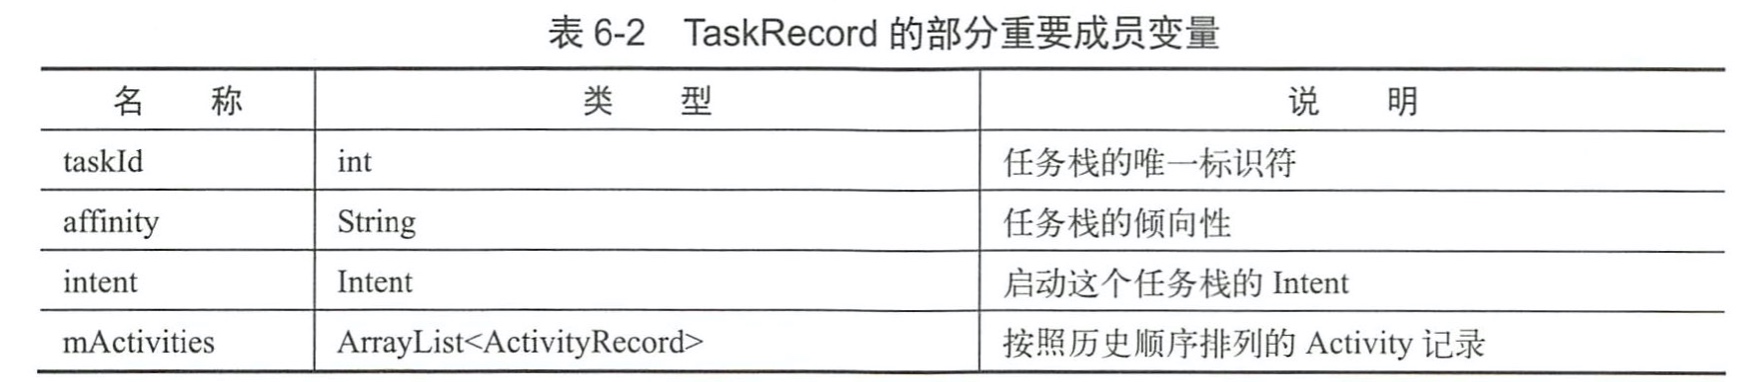 表 6-2 TaskRecord 的部分重要成员变量
名 称 类 型 说 明
taskId int 任务栈的唯一标识符
affinity String 任务栈的倾向性
intent Intent 启动这个任务栈的 Intent
mActivities ArrayList<ActivityRecord> 按照历史顺序排列的 Activity 记录